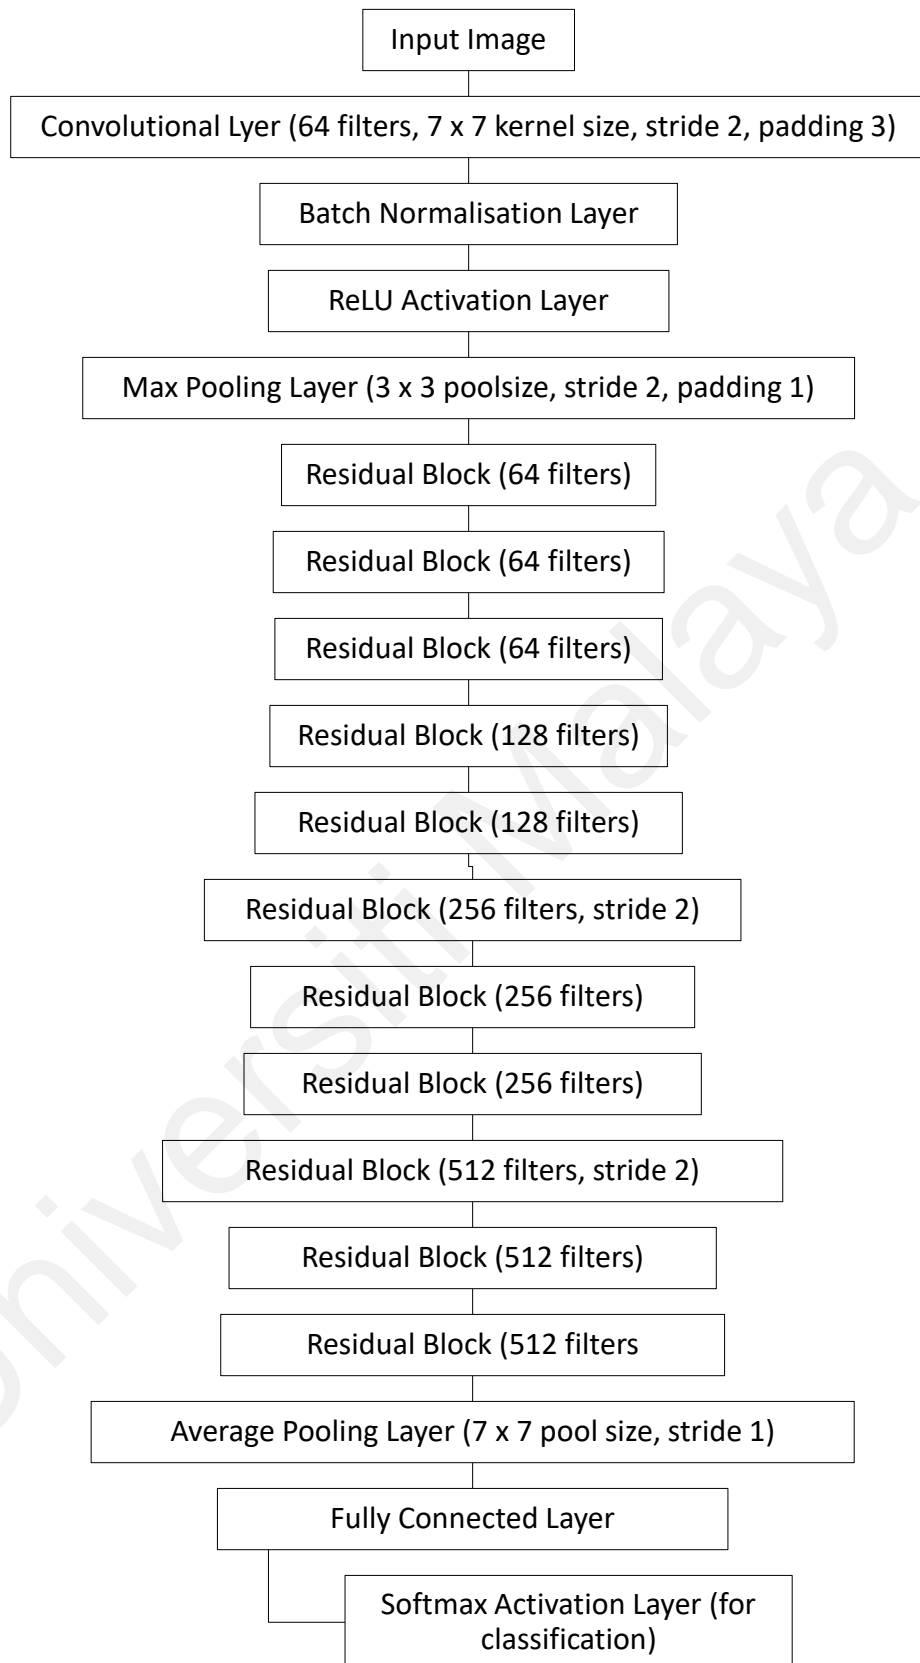 Input Image
Convolutional Lyer (64 filters, 7 x 7 kernel size, stride 2, padding 3)
Batch Normalisation Layer
ReLU Activation Layer
Max Pooling Layer (3 x 3 poolsize, stride 2, padding 1)
Residual Block (64 filters)
Residual Block (64 filters)
Residual Block (64 filters)
Residual Block (128 filters)
Residual Block (128 filters)
Residual Block (256 filters, stride 2)
Residual Block (256 filters)
Residual Block (256 filters)
Residual Block (512 filters, stride 2)
Residual Block (512 filters)
Residual Block (512 filters
Average Pooling Layer (7 x 7 pool size, stride 1)
Fully Connected Layer
Softmax Activation Layer (for
classification)
Universiti Malaya